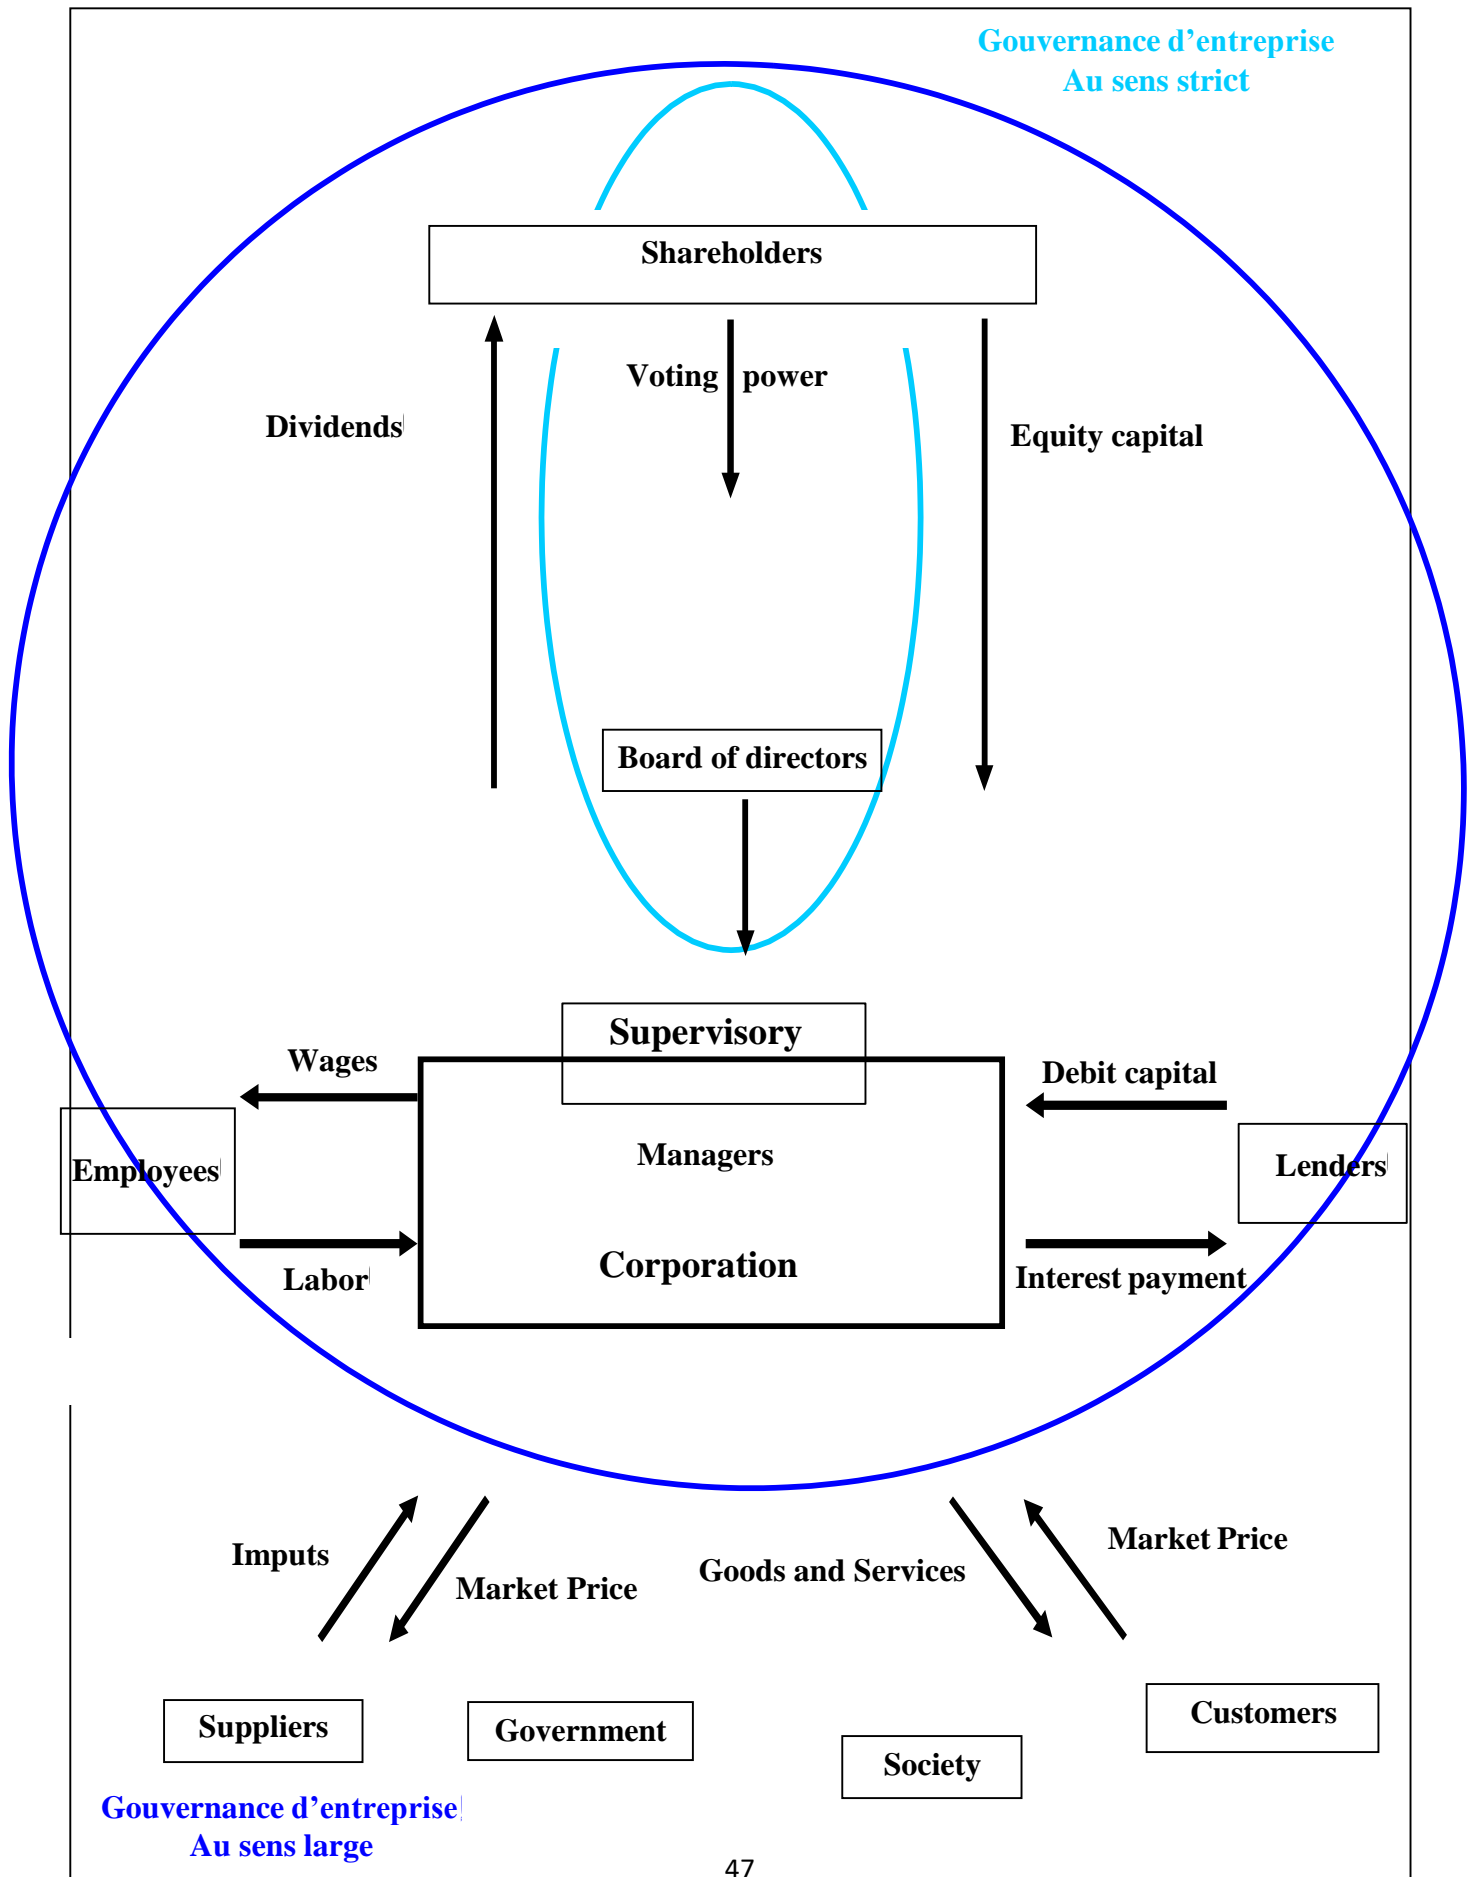 Gouvernance d’entreprise
Au sens strict
Shareholders
Voting power
Dividends
Equity capital
Board of directors
Supervisory
Wages
Debit capital
Managers
Employees
Lenders
Corporation
Labor
Interest payment
Imputs
Market Price
Goods and Services
Market Price
Suppliers
Government
Society
Customers
Gouvernance d’entreprise
Au sens large
47